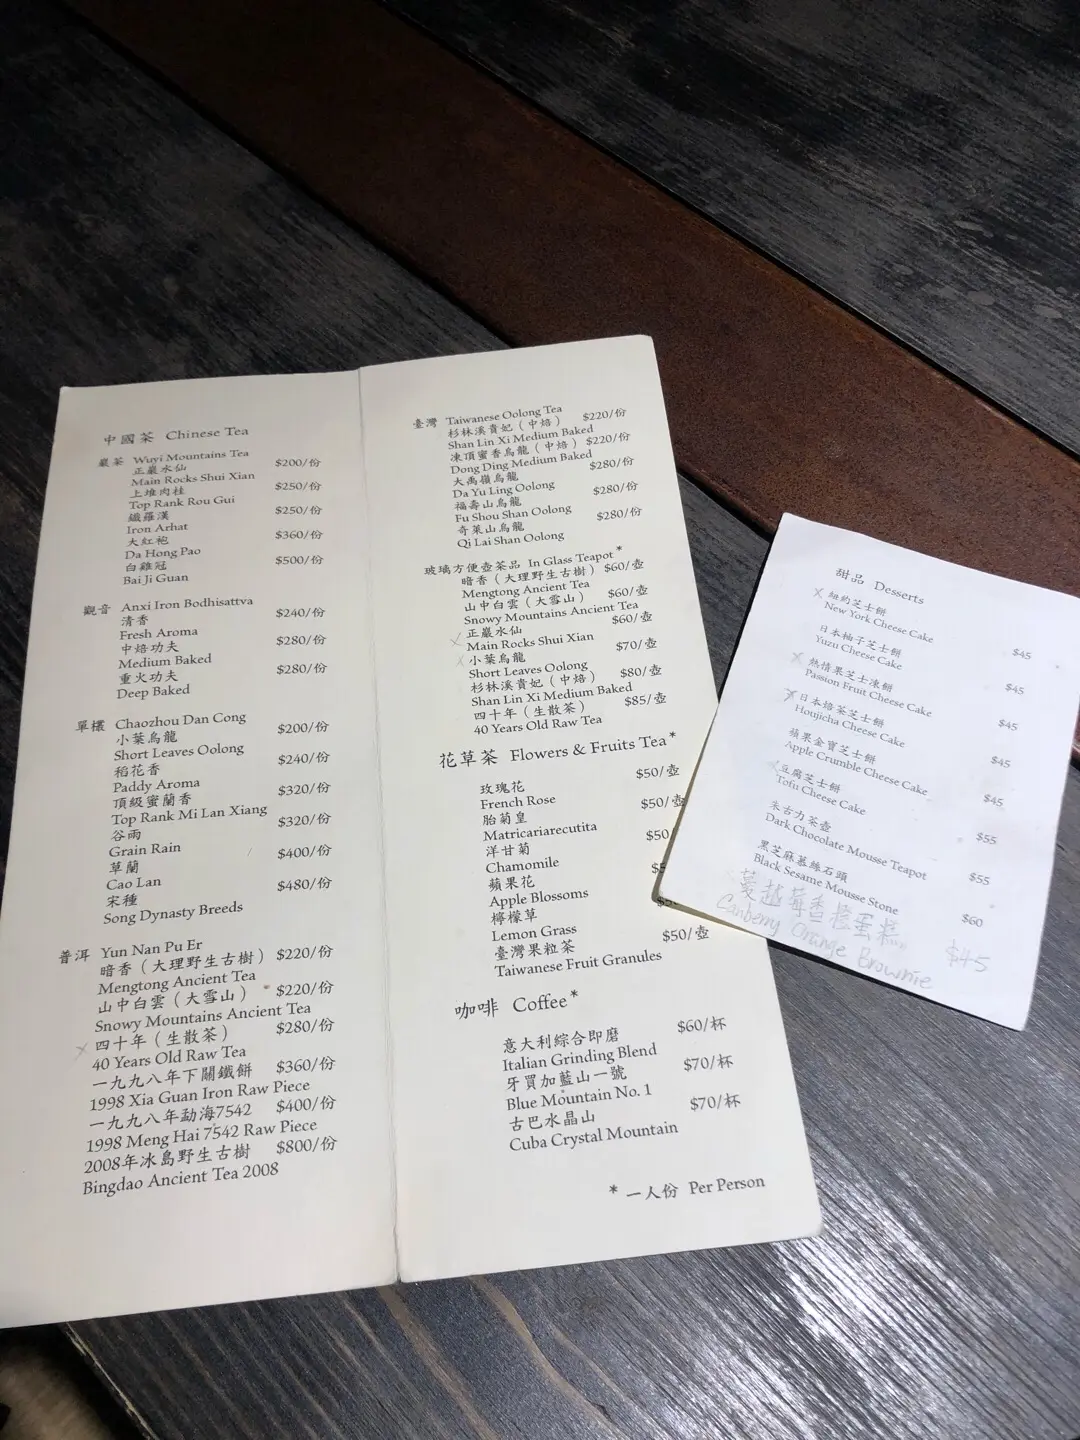 中國茶 Chinese Tea
巖茶 Wuyi Mountains Tea
正巖水仙 $200/份
Main Rocks Shui Xian
上堆肉桂 $250/份
Top Rank Rou Gui
鐵羅漢 $250/份
Iron Arhat
大紅袍 $360/份
Da Hong Pao
白雞冠 $500/份
Bai Ji Guan
觀音 Anxi Iron Bodhisattva
清香 $240/份
Fresh Aroma
中焙功夫 $280/份
Medium Baked
重火功夫 $280/份
Deep Baked
單欉 Chaozhou Dan Cong
小葉烏龍 $200/份
Short Leaves Oolong
稻花香 $240/份
Paddy Aroma
頂級蜜蘭香 $320/份
Top Rank Mi Lan Xiang
谷雨 $320/份
Grain Rain
草蘭 $400/份
Cao Lan
宋種 $480/份
Song Dynasty Breeds
普洱 Yun Nan Pu Er
暗香（大理野生古樹） $220/份
Mengtong Ancient Tea
山中白雲（大雪山） $220/份
Snowy Mountains Ancient Tea
四十年（生散茶） $280/份
40 Years Old Raw Tea
一九九八年下關鐵餅 $360/份
1998 Xia Guan Iron Raw Piece
一九九八年勐海7542 $400/份
1998 Meng Hai 7542 Raw Piece
2008年冰島野生古樹 $800/份
Bingdao Ancient Tea 2008
臺灣 Taiwanese Oolong Tea
杉林溪貴妃（中焙） $220/份
Shan Lin Xi Medium Baked
凍頂蜜香烏龍（中焙） $220/份
Dong Ding Medium Baked
大禹嶺烏龍 $280/份
Da Yu Ling Oolong
福壽山烏龍 $280/份
Fu Shou Shan Oolong
奇萊山烏龍 $280/份
Qi Lai Shan Oolong
玻璃方便壺茶品 In Glass Teapot*
暗香（大理野生古樹） $60/壺
Mengtong Ancient Tea
山中白雲（大雪山） $60/壺
Snowy Mountains Ancient Tea
正巖水仙 $60/壺
Main Rocks Shui Xian
小葉烏龍 $70/壺
Short Leaves Oolong
杉林溪貴妃（中焙） $80/壺
Shan Lin Xi Medium Baked
四十年（生散茶） $85/壺
40 Years Old Raw Tea
花草茶 Flowers & Fruits Tea*
玫瑰花 $50/壺
French Rose
胎菊皇 $50/壺
Matricariarecutita
洋甘菊 $50
Chamomile
蘋果花
Apple Blossoms
檸檬草
Lemon Grass
臺灣果粒茶 $50/壺
Taiwanese Fruit Granules
咖啡 Coffee*
意大利綜合即磨 $60/杯
Italian Grinding Blend
牙買加藍山一號 $70/杯
Blue Mountain No. 1
古巴水晶山 $70/杯
Cuba Crystal Mountain
* 一人份 Per Person
甜品 Desserts
紐約芝士餅
New York Cheese Cake $45
日本柚子芝士餅
Yuzu Cheese Cake $45
熱情果芝士凍餅
Passion Fruit Cheese Cake $45
日本焙茶芝士餅
Houjicha Cheese Cake $45
蘋果金寶芝士餅
Apple Crumble Cheese Cake $45
豆腐芝士餅
Tofu Cheese Cake $55
朱古力茶壺
Dark Chocolate Mousse Teapot $55
黑芝麻慕絲石頭
Black Sesame Mousse Stone $60
蔓越莓香橙蛋糕
Canberry Orange Brownie $45